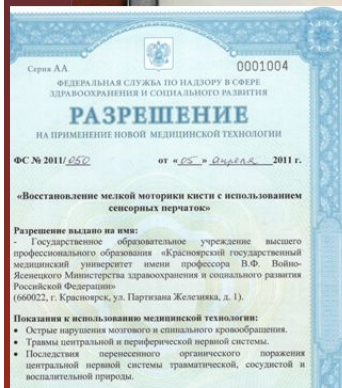 Серия АА
0001004
ФЕДЕРАЛЬНАЯ СЛУЖБА ПО НАДЗОРУ В СФЕРЕ
ЗДРАВООХРАНЕНИЯ И СОЦИАЛЬНОГО РАЗВИТИЯ
РАЗРЕШЕНИЕ
НА ПРИМЕНЕНИЕ НОВОЙ МЕДИЦИНСКОЙ ТЕХНОЛОГИИ
ФС № 2011/050 от «05» апреля 2011 г.
«Восстановление мелкой моторики кисти с использованием
сенсорных перчаток»
Разрешение выдано на имя:
- Государственное образовательное учреждение высшего
профессионального образования «Красноярский государственный
медицинский университет имени профессора В.Ф. Войно-
Ясенецкого Министерства здравоохранения и социального развития
Российской Федерации»
(660022, г. Красноярск, ул. Партизана Железняка, д. 1).
Показания к использованию медицинской технологии:
• Острые нарушения мозгового и спинального кровообращения.
• Травмы центральной и периферической нервной системы.
• Последствия перенесенного органического поражения
центральной нервной системы травматической, сосудистой и
воспалительной природы.